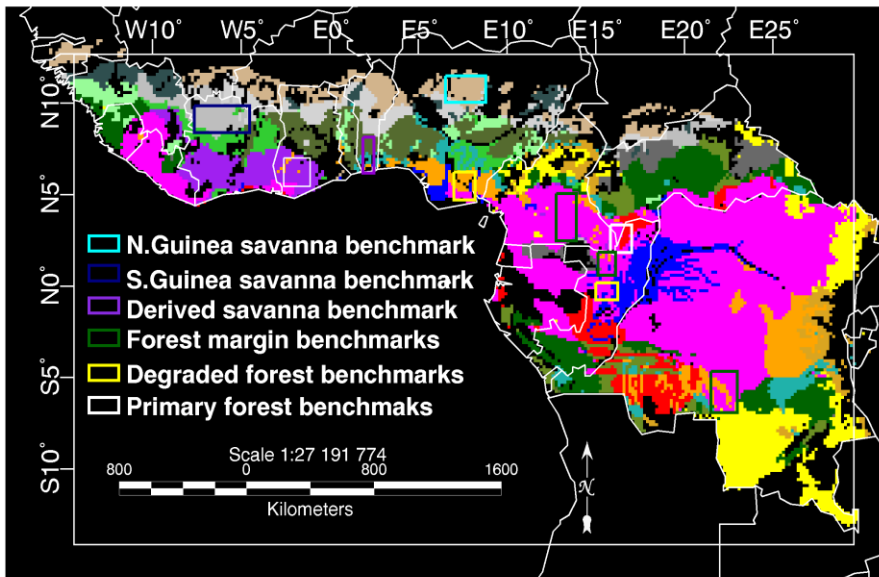 W10° W5° E0° E5° E10° E15° E20° E25°
N10°
N5°
N0°
S5°
S10°
N.Guinea savanna benchmark
S.Guinea savanna benchmark
Derived savanna benchmark
Forest margin benchmarks
Degraded forest benchmarks
Primary forest benchmaks
Scale 1:27 191 774
800 0 800 1600
Kilometers
N